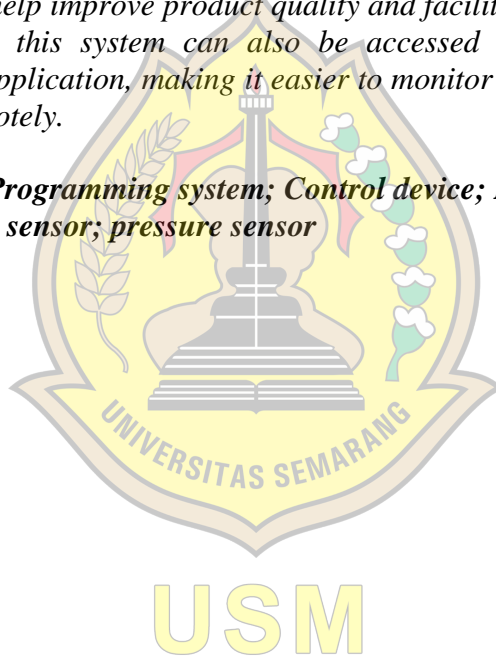 help improve product quality and facilit
this system can also be accessed
pplication, making it easier to monitor
otely.
Programming system; Control device;
sensor; pressure sensor
UNIVERSITAS SEMARANG
USM